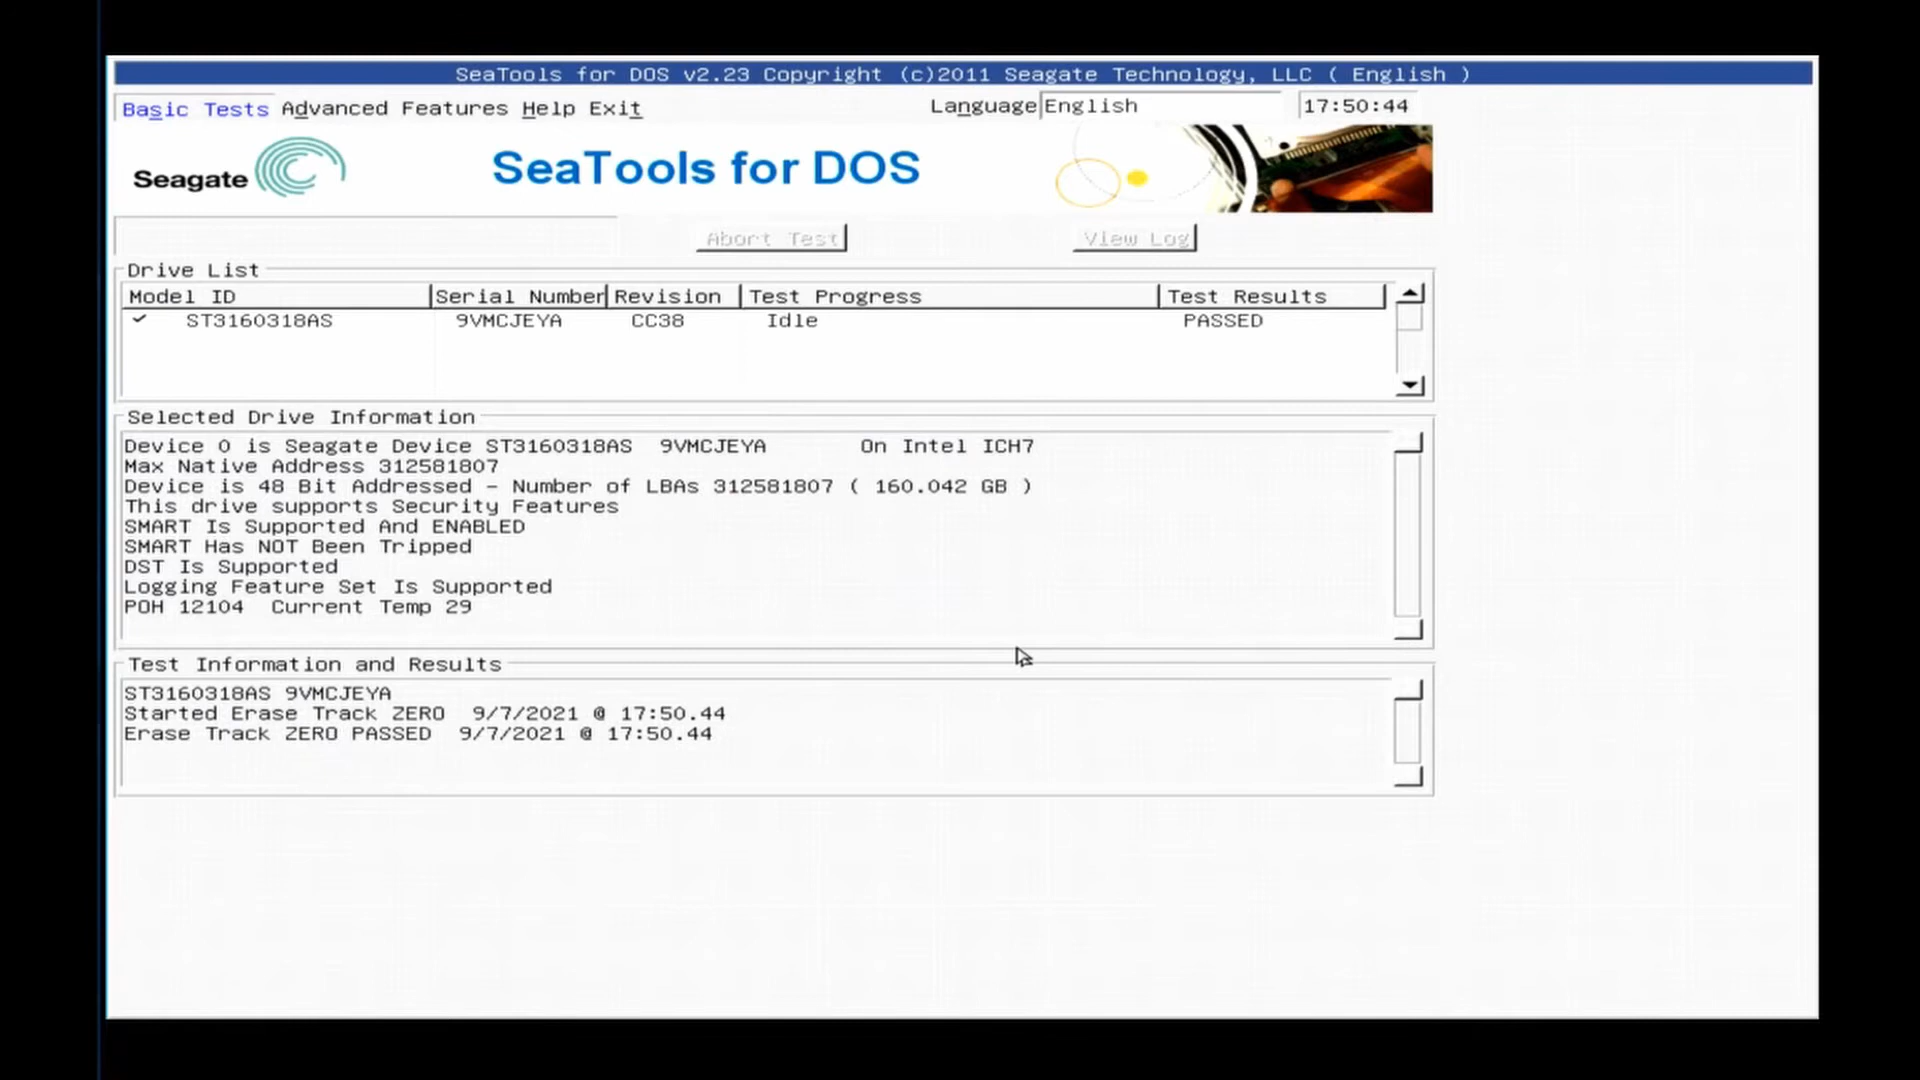 SeaTools for DOS v2.23 Copyright (c)2011 Seagate Technology, LLC ( English )
Basic Tests Advanced Features Help Exit Language English 17:50:44
Seagate SeaTools for DOS
Abort Test View Log
Drive List
Model ID Serial Number Revision Test Progress Test Results
ST3160318AS 9VMCJEYA CC38 Idle PASSED
Selected Drive Information
Device 0 is Seagate Device ST3160318AS 9VMCJEYA On Intel ICH7
Max Native Address 312581807
Device is 48 Bit Addressed - Number of LBAs 312581807 ( 160.042 GB )
This drive supports Security Features
SMART Is Supported And ENABLED
SMART Has NOT Been Tripped
DST Is Supported
Logging Feature Set Is Supported
POH 12104 Current Temp 29
Test Information and Results
ST3160318AS 9VMCJEYA
Started Erase Track ZERO 9/7/2021 @ 17:50.44
Erase Track ZERO PASSED 9/7/2021 @ 17:50.44